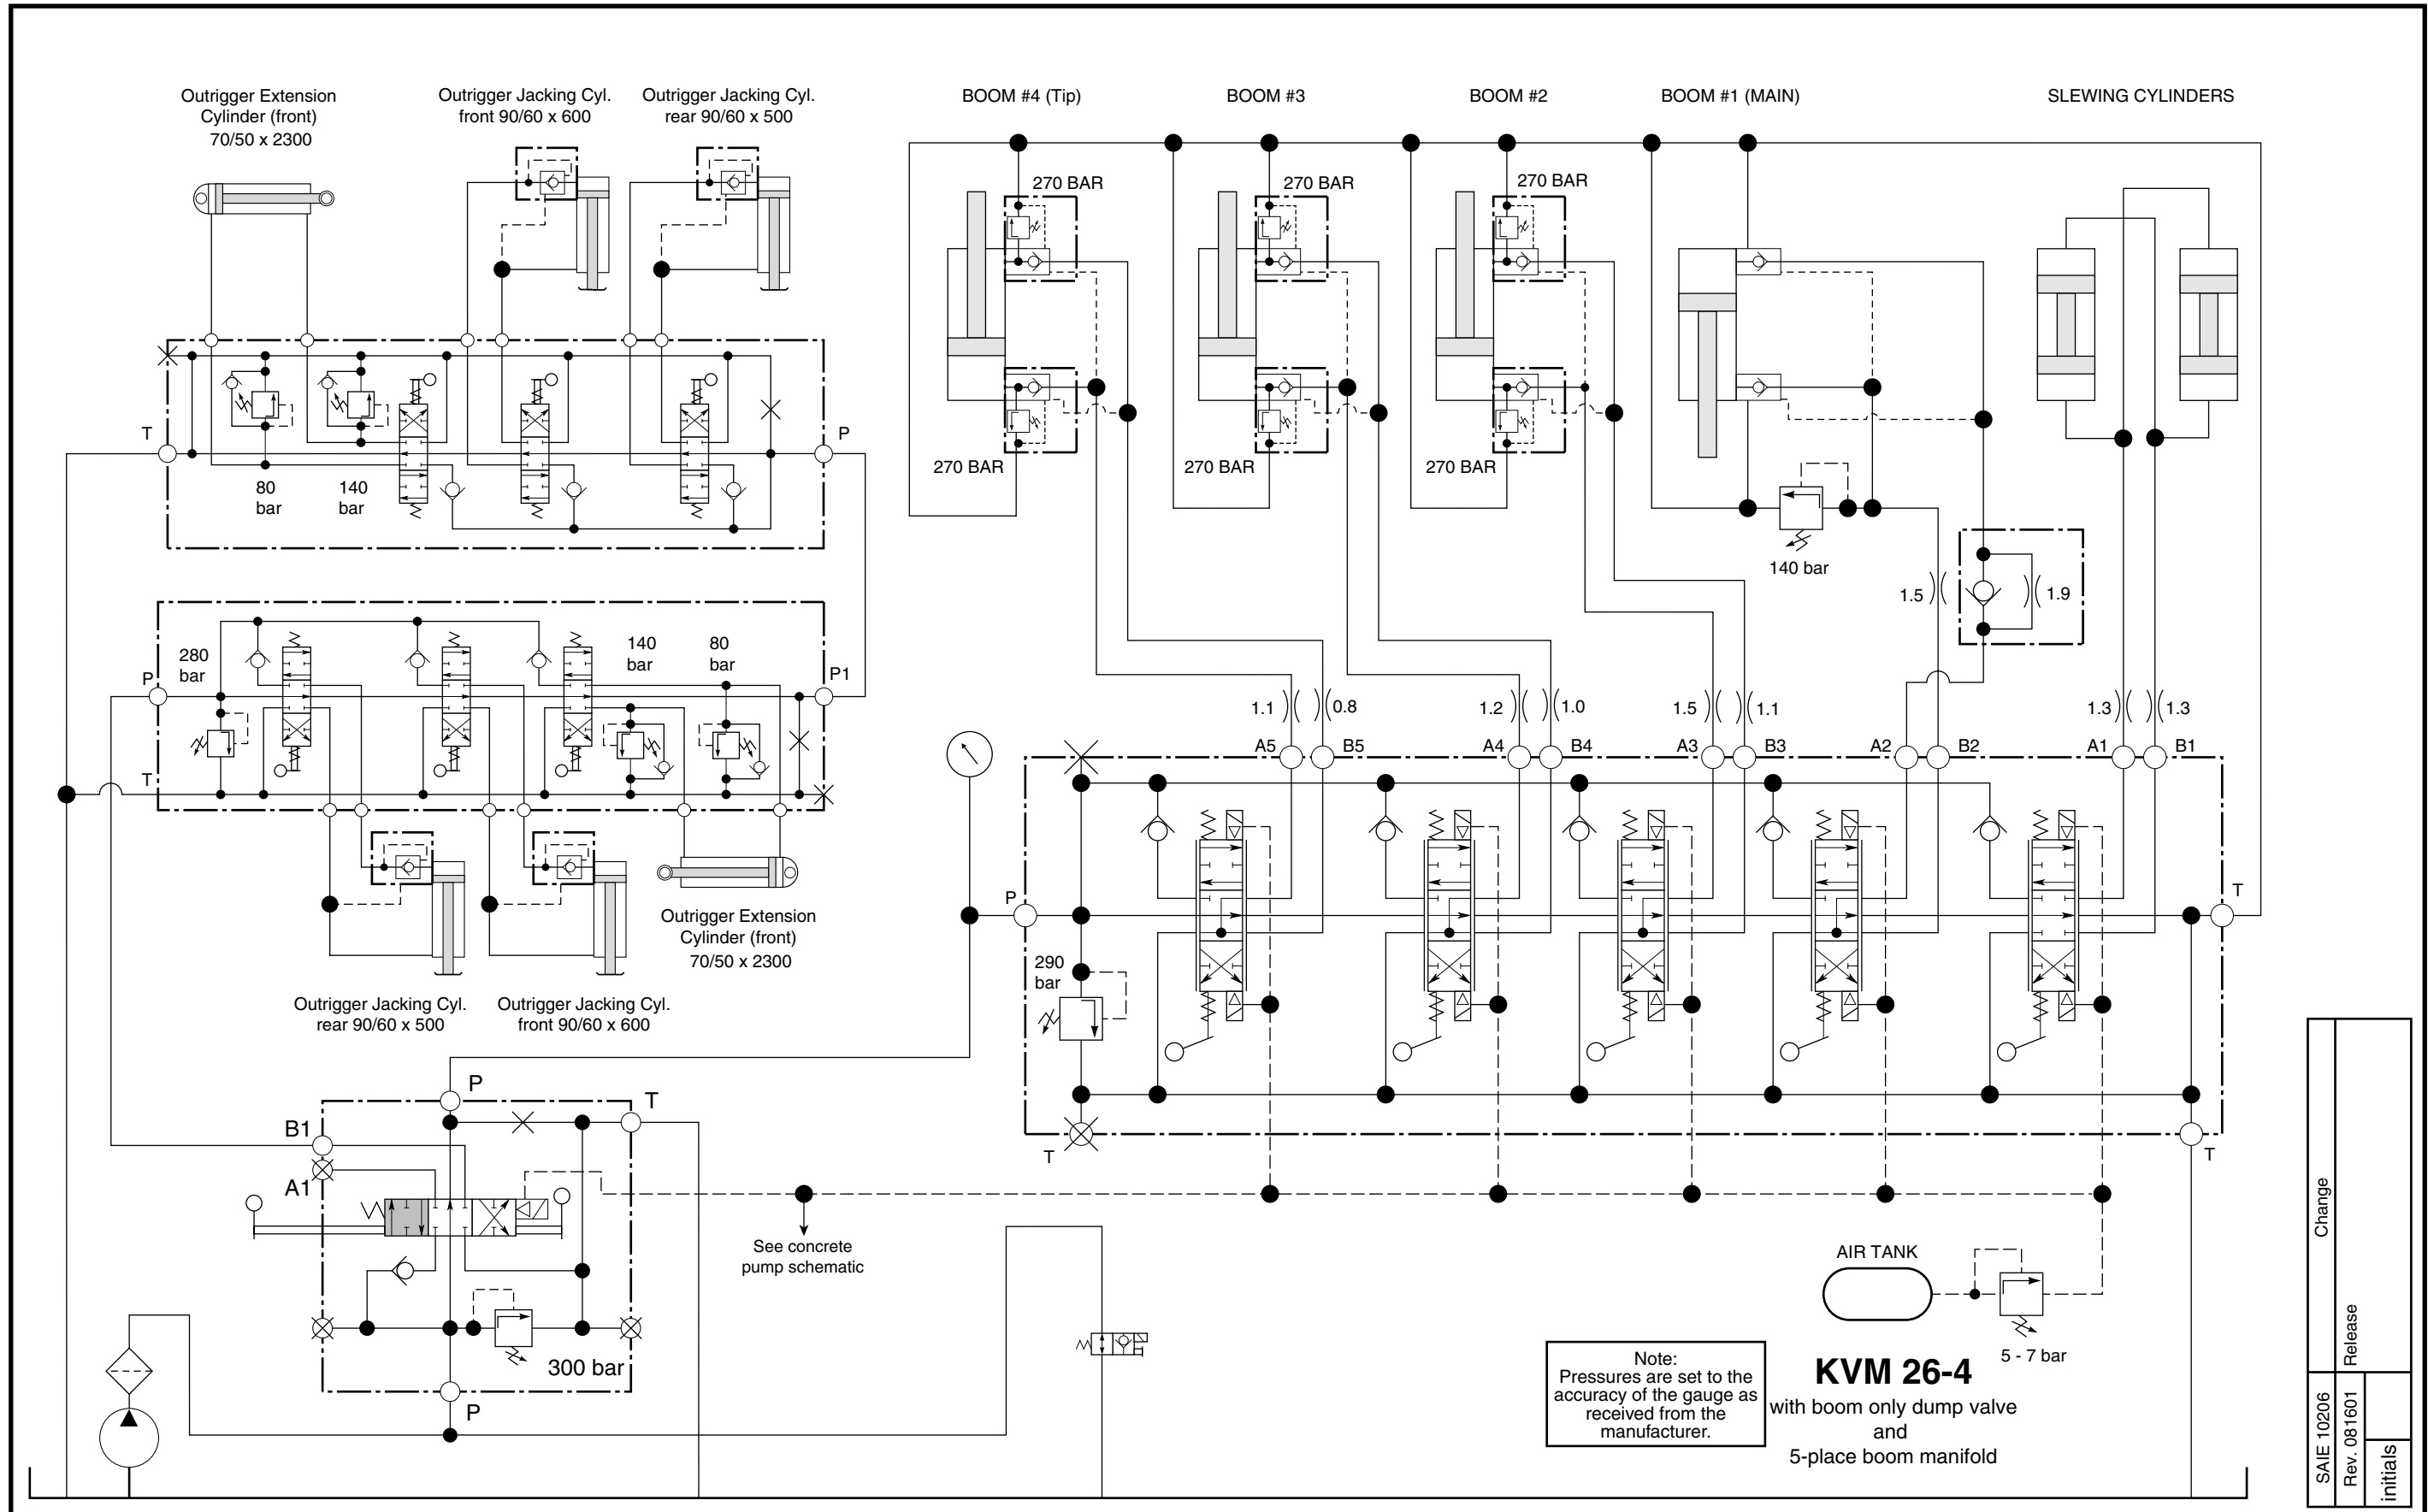 Outrigger Extension
Cylinder (front)
70/50 x 2300
Outrigger Jacking Cyl.
front 90/60 x 600
Outrigger Jacking Cyl.
rear 90/60 x 500
BOOM #4 (Tip)
BOOM #3
BOOM #2
BOOM #1 (MAIN)
SLEWING CYLINDERS
270 BAR
270 BAR
270 BAR
270 BAR
270 BAR
270 BAR
T
P
80
bar
140
bar
140 bar
1.5
1.9
280
bar
140
bar
80
bar
P
P1
T
1.1
0.8
1.2
1.0
1.5
1.1
1.3
1.3
A5
B5
A4
B4
A3
B3
A2
B2
A1
B1
P
T
290
bar
T
T
Outrigger Extension
Cylinder (front)
70/50 x 2300
Outrigger Jacking Cyl.
rear 90/60 x 500
Outrigger Jacking Cyl.
front 90/60 x 600
P
T
B1
A1
300 bar
P
See concrete
pump schematic
AIR TANK
5 - 7 bar
Note:
Pressures are set to the
accuracy of the gauge as
received from the
manufacturer.
KVM 26-4
with boom only dump valve
and
5-place boom manifold
Change
Release
SAIE 10206
Rev. 081601
initials